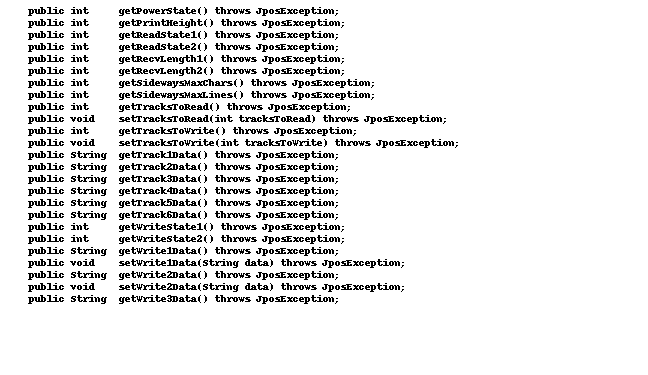 public int     getPowerState() throws JposException;
public int     getPrintHeight() throws JposException;
public int     getReadState1() throws JposException;
public int     getReadState2() throws JposException;
public int     getRecvLength1() throws JposException;
public int     getRecvLength2() throws JposException;
public int     getSidewaysMaxChars() throws JposException;
public int     getSidewaysMaxLines() throws JposException;
public int     getTracksToRead() throws JposException;
public void    setTracksToRead(int tracksToRead) throws JposException;
public int     getTracksToWrite() throws JposException;
public void    setTracksToWrite(int tracksToWrite) throws JposException;
public String  getTrack1Data() throws JposException;
public String  getTrack2Data() throws JposException;
public String  getTrack3Data() throws JposException;
public String  getTrack4Data() throws JposException;
public String  getTrack5Data() throws JposException;
public String  getTrack6Data() throws JposException;
public int     getWriteState1() throws JposException;
public int     getWriteState2() throws JposException;
public String  getWrite1Data() throws JposException;
public void    setWrite1Data(String data) throws JposException;
public String  getWrite2Data() throws JposException;
public void    setWrite2Data(String data) throws JposException;
public String  getWrite3Data() throws JposException;